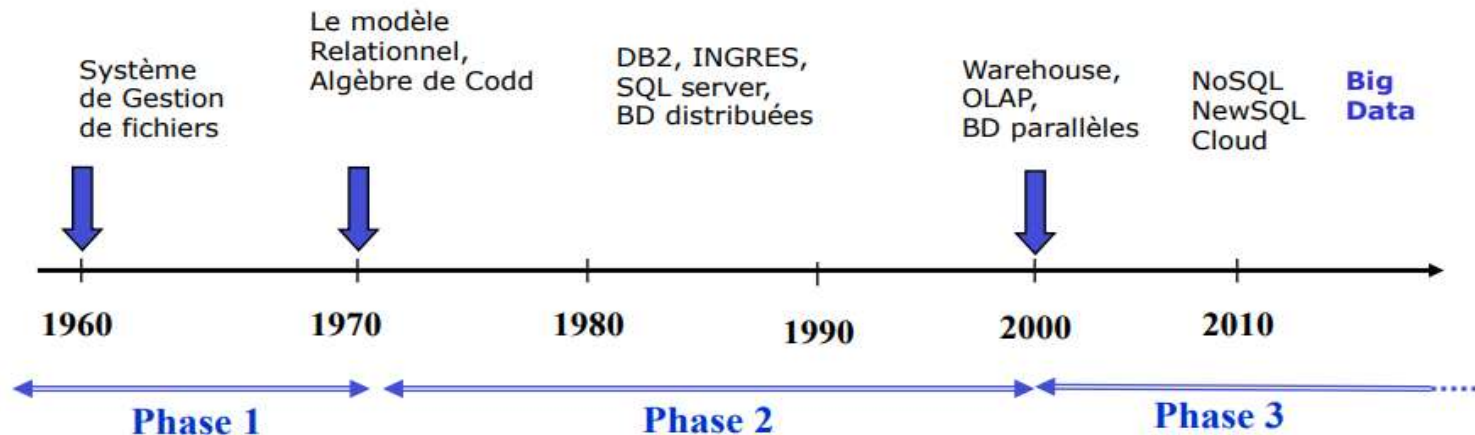 Système
de Gestion
de fichiers
Le modèle
Relationnel,
Algèbre de Codd
DB2, INGRES,
SQL server,
BD distribuées
Warehouse,
OLAP,
BD parallèles
NoSQL
NewSQL
Cloud
Big
Data
1960
1970
1980
1990
2000
2010
Phase 1
Phase 2
Phase 3